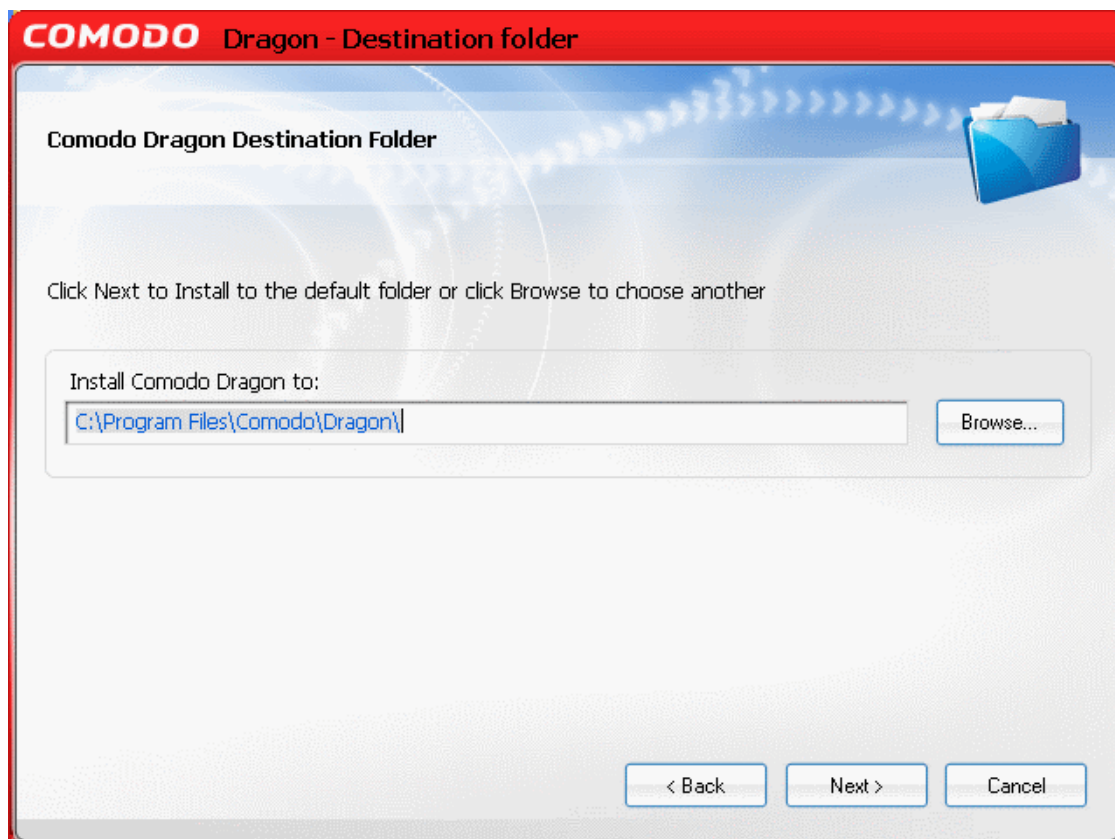 COMODO Dragon - Destination folder
Comodo Dragon Destination Folder
Click Next to Install to the default folder or click Browse to choose another
Install Comodo Dragon to:
C:\Program Files\Comodo\Dragon\
Browse...
< Back
Next >
Cancel